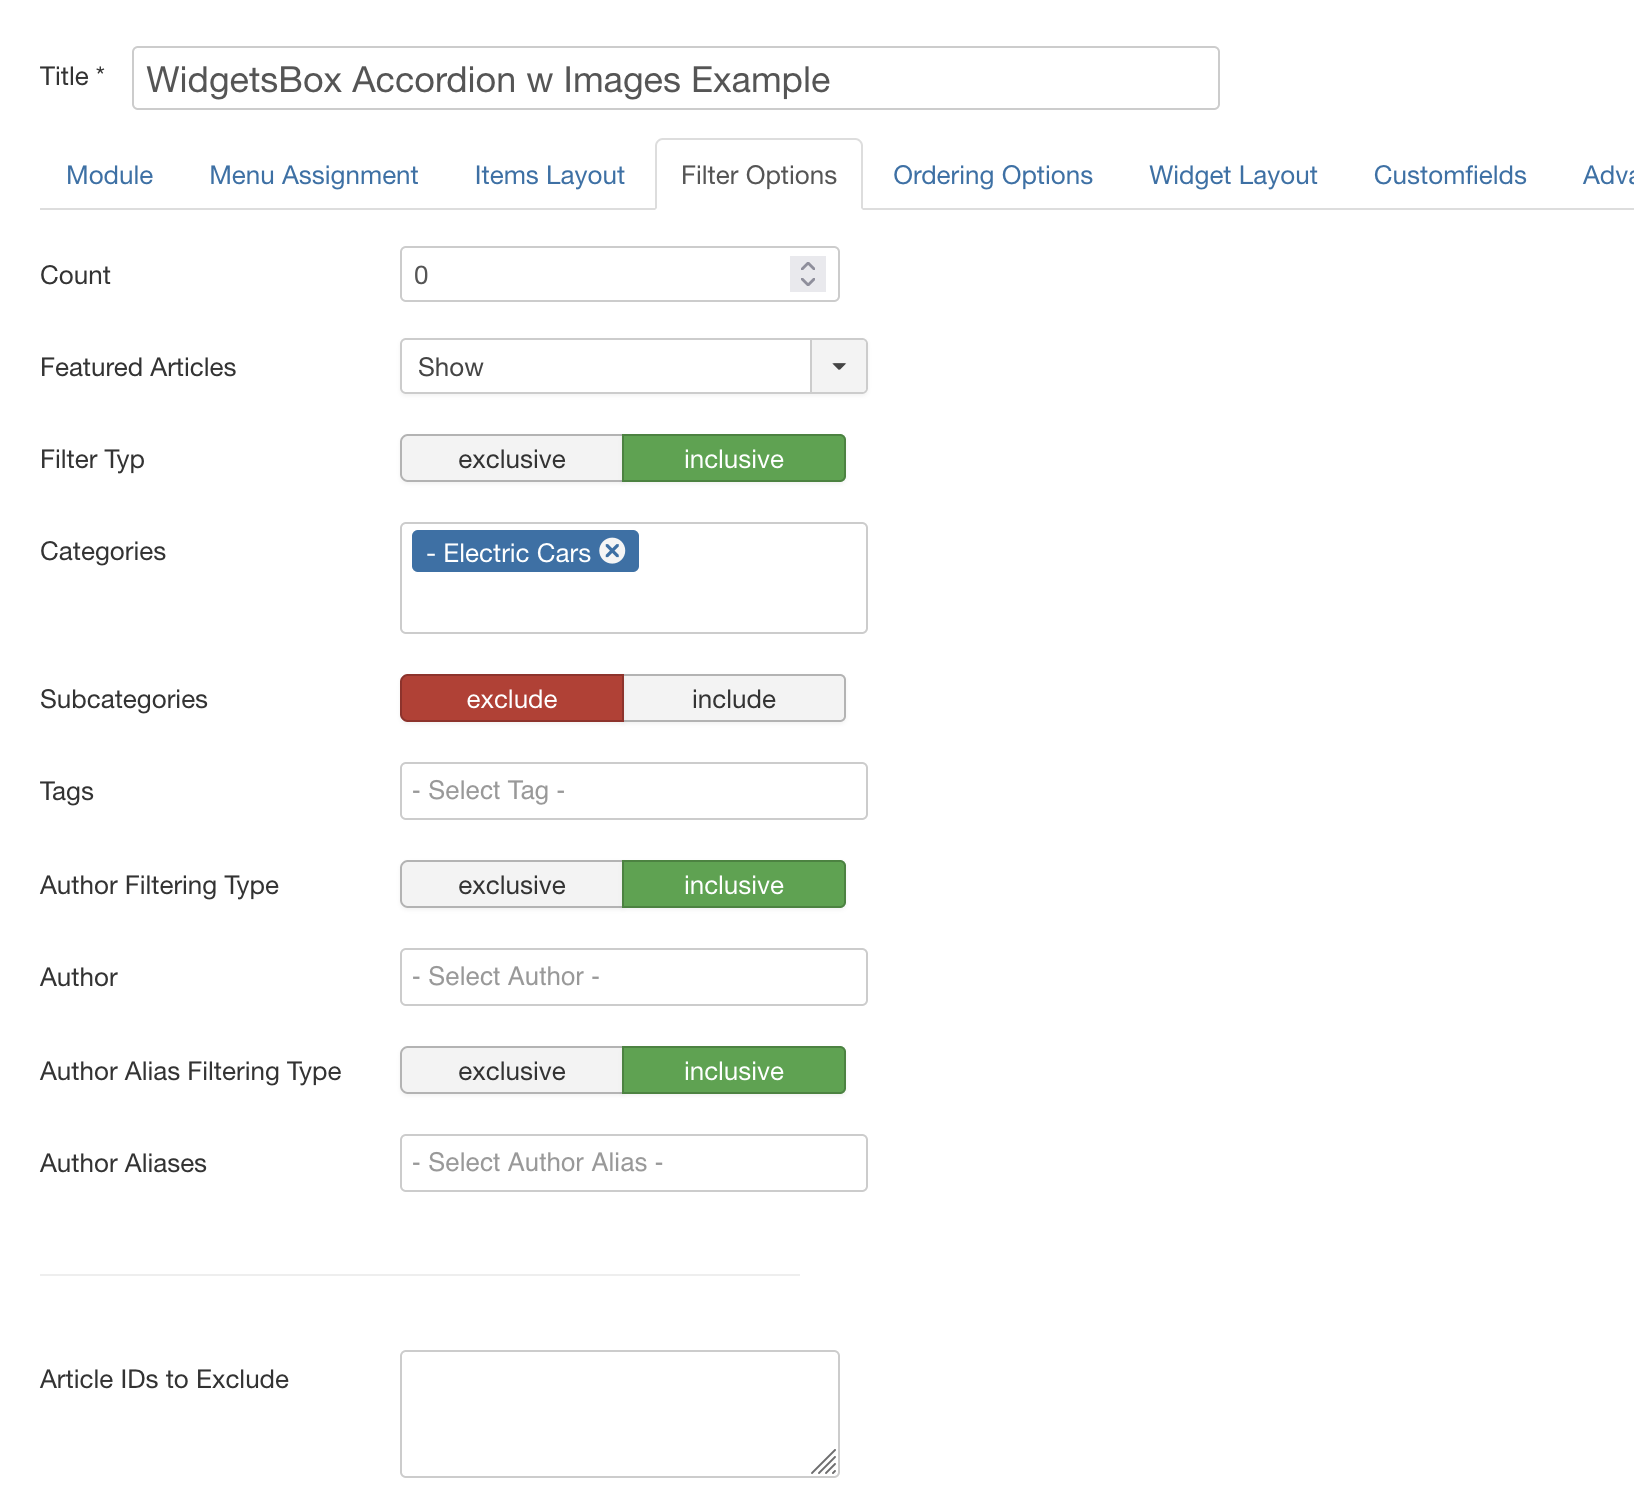 Title *
WidgetsBox Accordion w Images Example
Module Menu Assignment Items Layout Filter Options Ordering Options Widget Layout Customfields Adva
Count
0
Featured Articles
Show
Filter Typ
exclusive inclusive
Categories
- Electric Cars
Subcategories
exclude include
Tags
- Select Tag -
Author Filtering Type
exclusive inclusive
Author
- Select Author -
Author Alias Filtering Type
exclusive inclusive
Author Aliases
- Select Author Alias -
Article IDs to Exclude